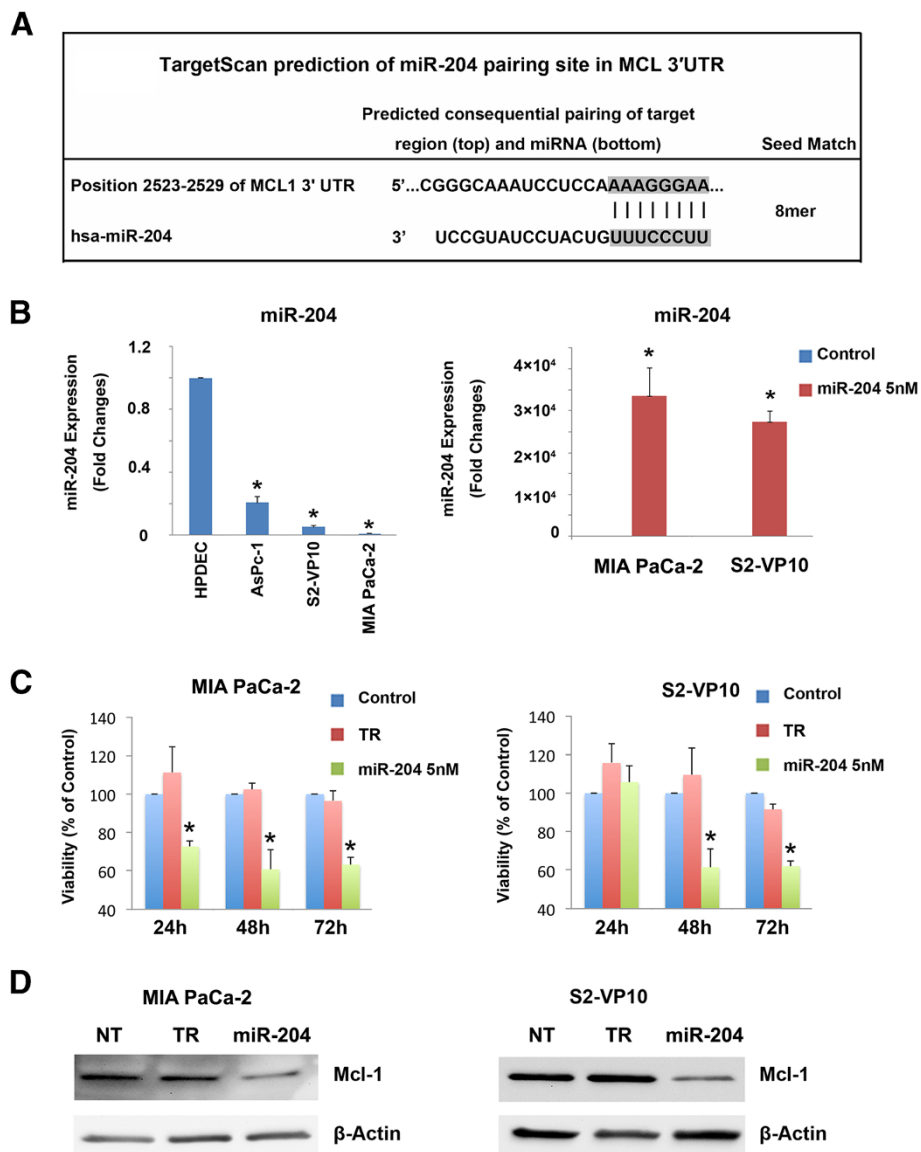 A
TargetScan prediction of miR-204 pairing site in MCL 3'UTR
Predicted consequential pairing of target
region (top) and miRNA (bottom)
Seed Match
Position 2523-2529 of MCL1 3' UTR 5'...CGGGCAAAUCCUCCAAAAGGGAA...
8mer
hsa-miR-204 3' UCCGUAUCCUACUGUUUCCCUU
B
miR-204
miR-204 Expression
(Fold Changes)
1.2
1.0
0.8
0.4
0
*
*
*
HPDEC
AsPc-1
S2-VP10
MIA PaCa-2
miR-204
miR-204 Expression
(Fold Changes)
4×10⁴
3×10⁴
2×10⁴
1×10⁴
0
*
*
MIA PaCa-2 S2-VP10
Control
miR-204 5nM
C
MIA PaCa-2
Viability (% of Control)
140
120
100
80
60
40
*
*
*
24h 48h 72h
Control
TR
miR-204 5nM
S2-VP10
Viability (% of Control)
140
120
100
80
60
40
*
*
24h 48h 72h
Control
TR
miR-204 5nM
D
MIA PaCa-2
NT TR miR-204
Mcl-1
β-Actin
S2-VP10
NT TR miR-204
Mcl-1
β-Actin